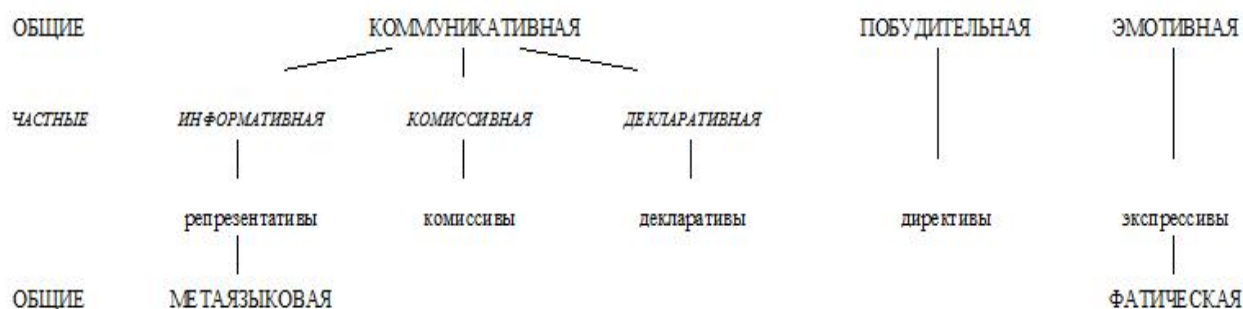 ОБЩИЕ КОММУНИКАТИВНАЯ ПОБУДИТЕЛЬНАЯ ЭМОТИВНАЯ
ЧАСТНЫЕ ИНФОРМАТИВНАЯ КОМИССИВНАЯ ДЕКЛАРАТИВНАЯ
репрезентативы комиссивы декларативы директивы экспрессивы
ОБЩИЕ МЕТАЯЗЫКОВАЯ ФАТИЧЕСКАЯ